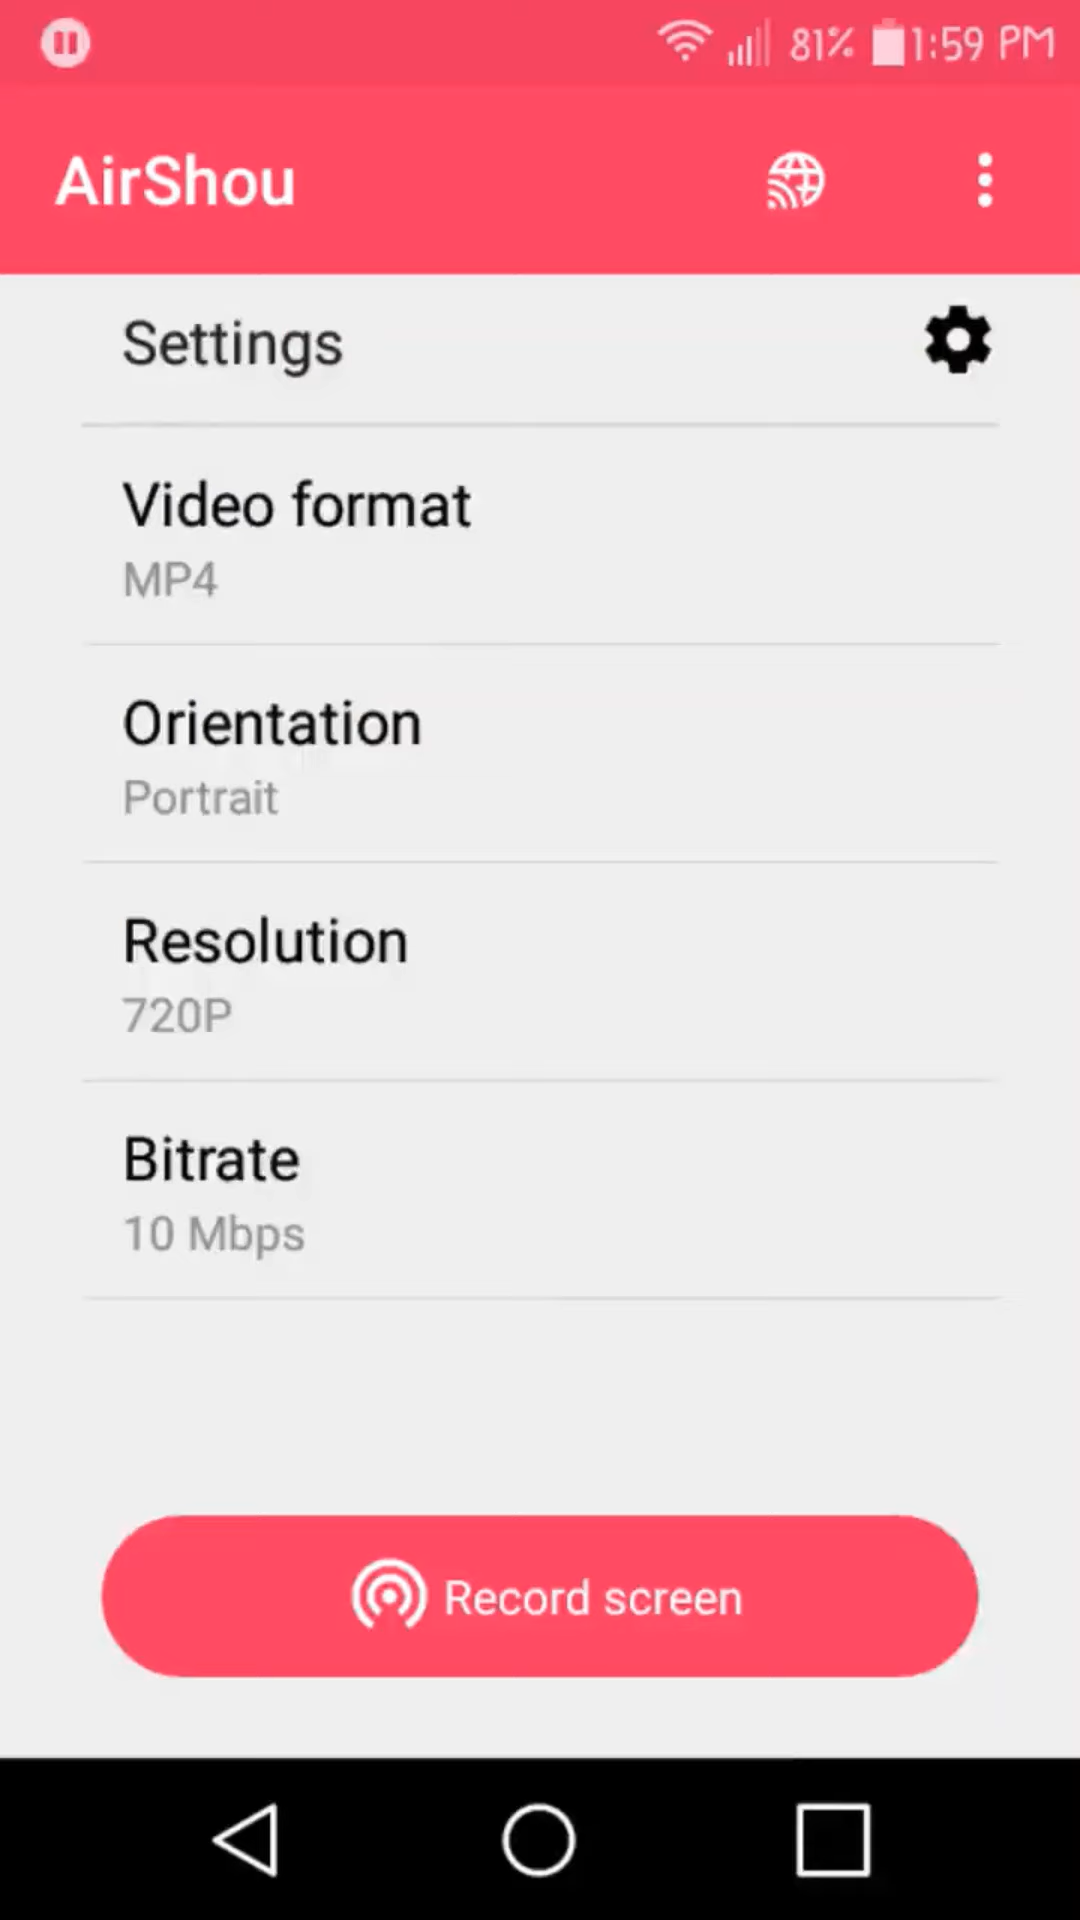 81% 1:59 PM
AirShou
Settings
Video format
MP4
Orientation
Portrait
Resolution
720P
Bitrate
10 Mbps
Record screen